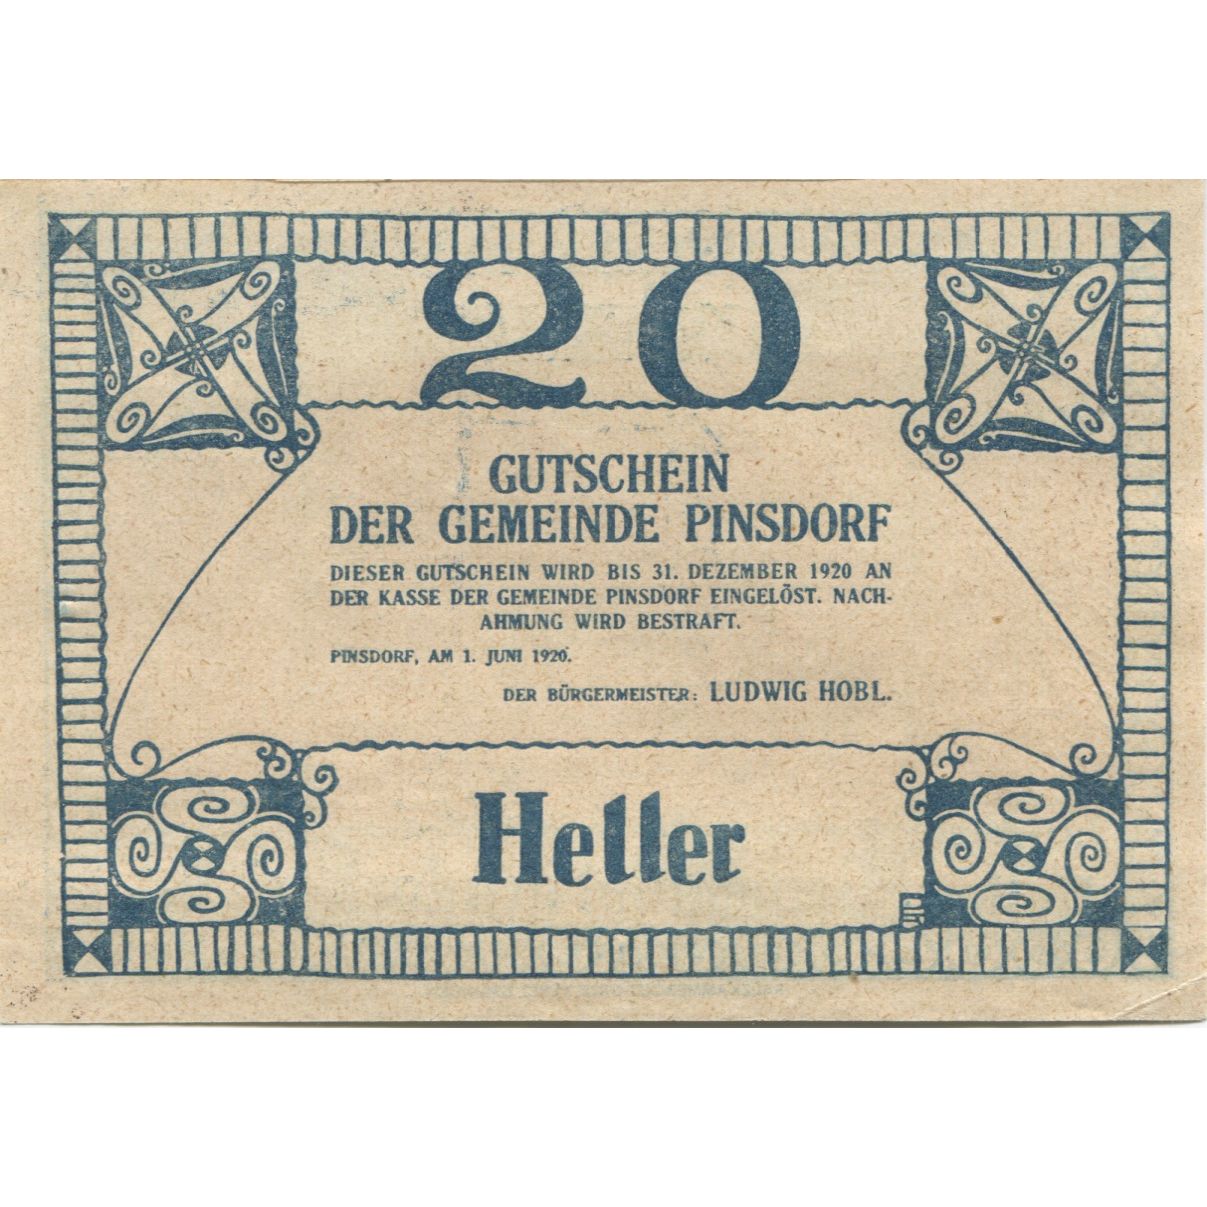 20
GUTSCHEIN
DER GEMEINDE PINSDORF
DIESER GUTSCHEIN WIRD BIS 31. DEZEMBER 1920 AN
DER KASSE DER GEMEINDE PINSDORF EINGELÖST. NACH-
AHMUNG WIRD BESTRAFT.
PINSDORF, AM 1. JUNI 1920.
DER BÜRGERMEISTER: LUDWIG HOBL.
Heller